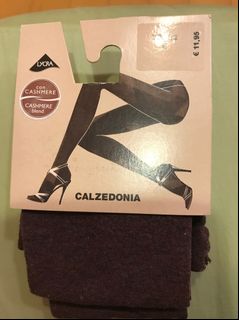 LYCRA
€ 11,95
con
CASHMERE
CASHMERE
blend
CALZEDONIA